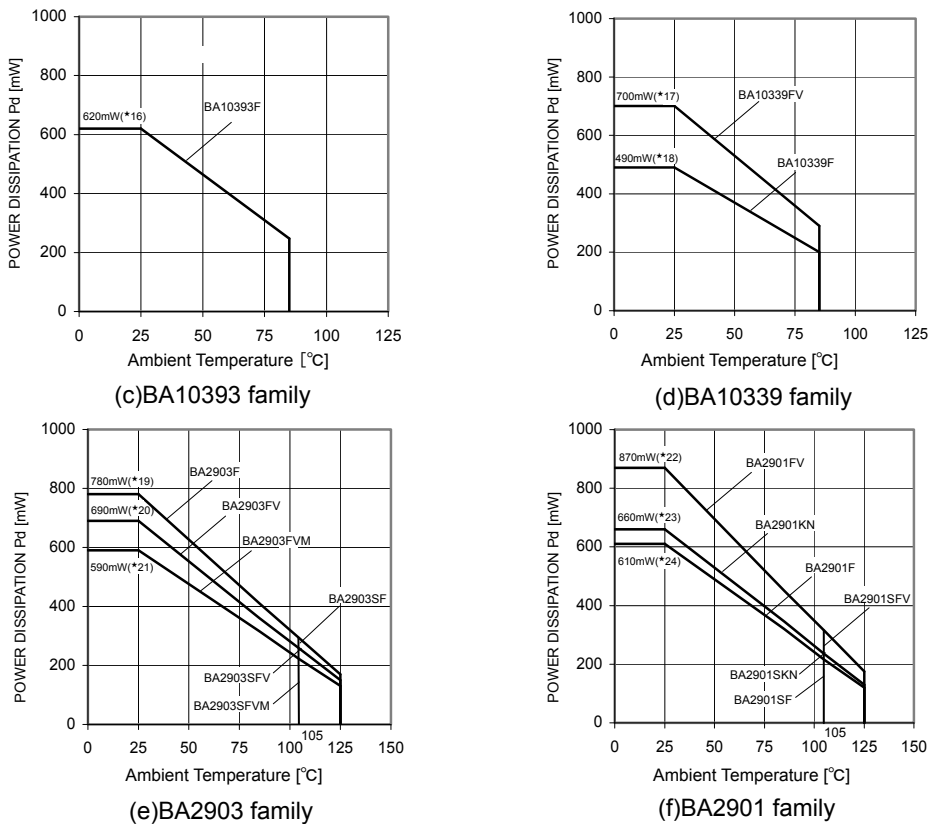 POWER DISSIPATION Pd [mW]
1000
800
600
400
200
0
620mW(★16)
BA10393F
0 25 50 75 100 125
Ambient Temperature [℃]
(c)BA10393 family
POWER DISSIPATION Pd [mW]
1000
800
600
400
200
0
700mW(★17)
BA10339FV
490mW(★18)
BA10339F
0 25 50 75 100 125
Ambient Temperature [℃]
(d)BA10339 family
POWER DISSIPATION Pd [mW]
1000
800
600
400
200
0
780mW(★19)
BA2903F
690mW(★20)
BA2903FV
BA2903FVM
590mW(★21)
BA2903SF
BA2903SFV
BA2903SFVM
105
0 25 50 75 100 125 150
Ambient Temperature [℃]
(e)BA2903 family
POWER DISSIPATION Pd [mW]
1000
800
600
400
200
0
870mW(★22)
BA2901FV
660mW(★23)
BA2901KN
610mW(★24)
BA2901F
BA2901SFV
BA2901SKN
BA2901SF
105
0 25 50 75 100 125 150
Ambient Temperature [℃]
(f)BA2901 family